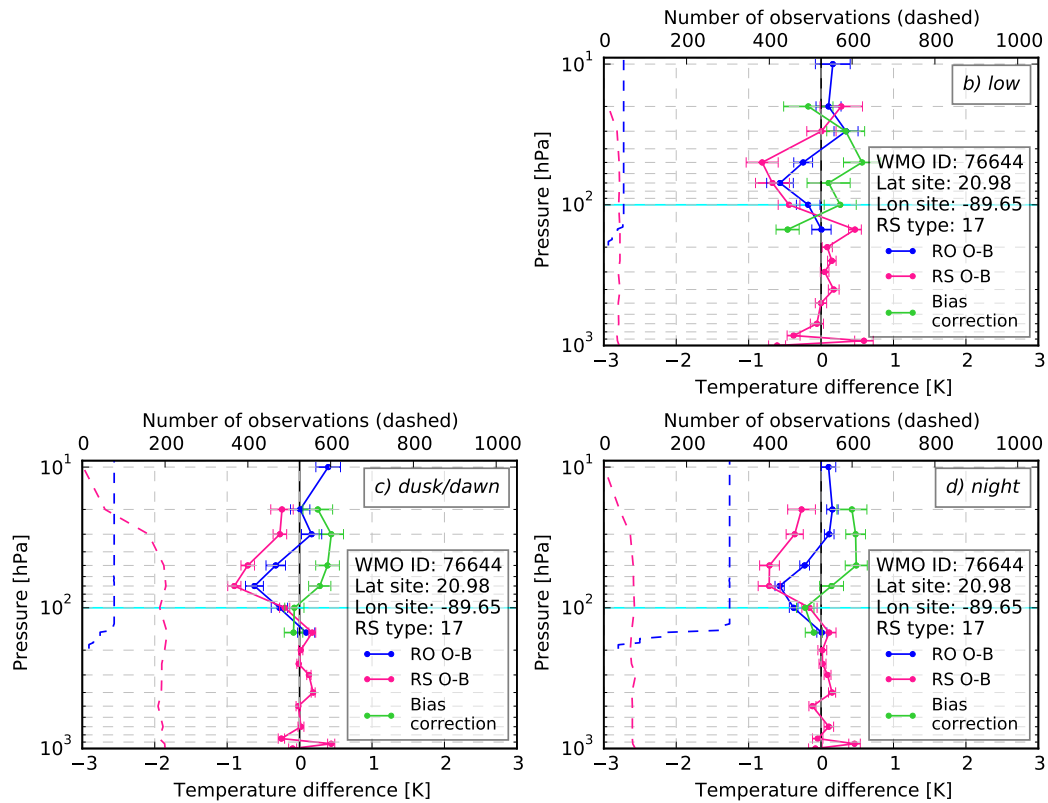 Number of observations (dashed)
0 200 400 600 800 1000
10¹
10²
10³
Pressure [hPa]
b) low
WMO ID: 76644
Lat site: 20.98
Lon site: -89.65
RS type: 17
RO O-B
RS O-B
Bias
correction
−3 −2 −1 0 1 2 3
Temperature difference [K]
Number of observations (dashed)
0 200 400 600 800 1000
10¹
10²
10³
Pressure [hPa]
c) dusk/dawn
WMO ID: 76644
Lat site: 20.98
Lon site: -89.65
RS type: 17
RO O-B
RS O-B
Bias
correction
−3 −2 −1 0 1 2 3
Temperature difference [K]
Number of observations (dashed)
0 200 400 600 800 1000
10¹
10²
10³
Pressure [hPa]
d) night
WMO ID: 76644
Lat site: 20.98
Lon site: -89.65
RS type: 17
RO O-B
RS O-B
Bias
correction
−3 −2 −1 0 1 2 3
Temperature difference [K]